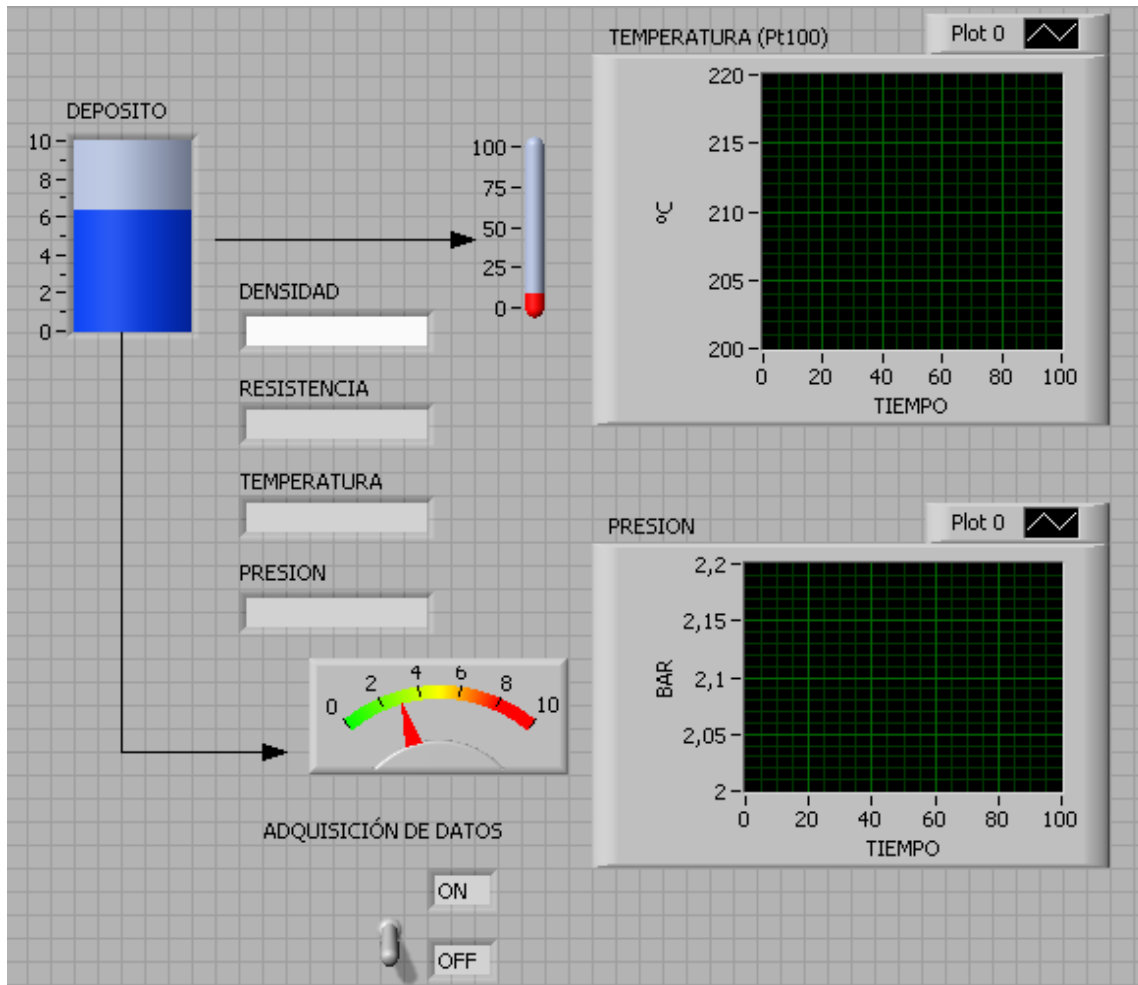 DEPOSITO
10
8
6
4
2
0
100
75
50
25
0
DENSIDAD
RESISTENCIA
TEMPERATURA
PRESION
0 2 4 6 8 10
ADQUISICIÓN DE DATOS
ON
OFF
TEMPERATURA (Pt100)
Plot 0
220
215
210
205
200
ºC
0 20 40 60 80 100
TIEMPO
PRESION
Plot 0
2,2
2,15
2,1
2,05
2
BAR
0 20 40 60 80 100
TIEMPO